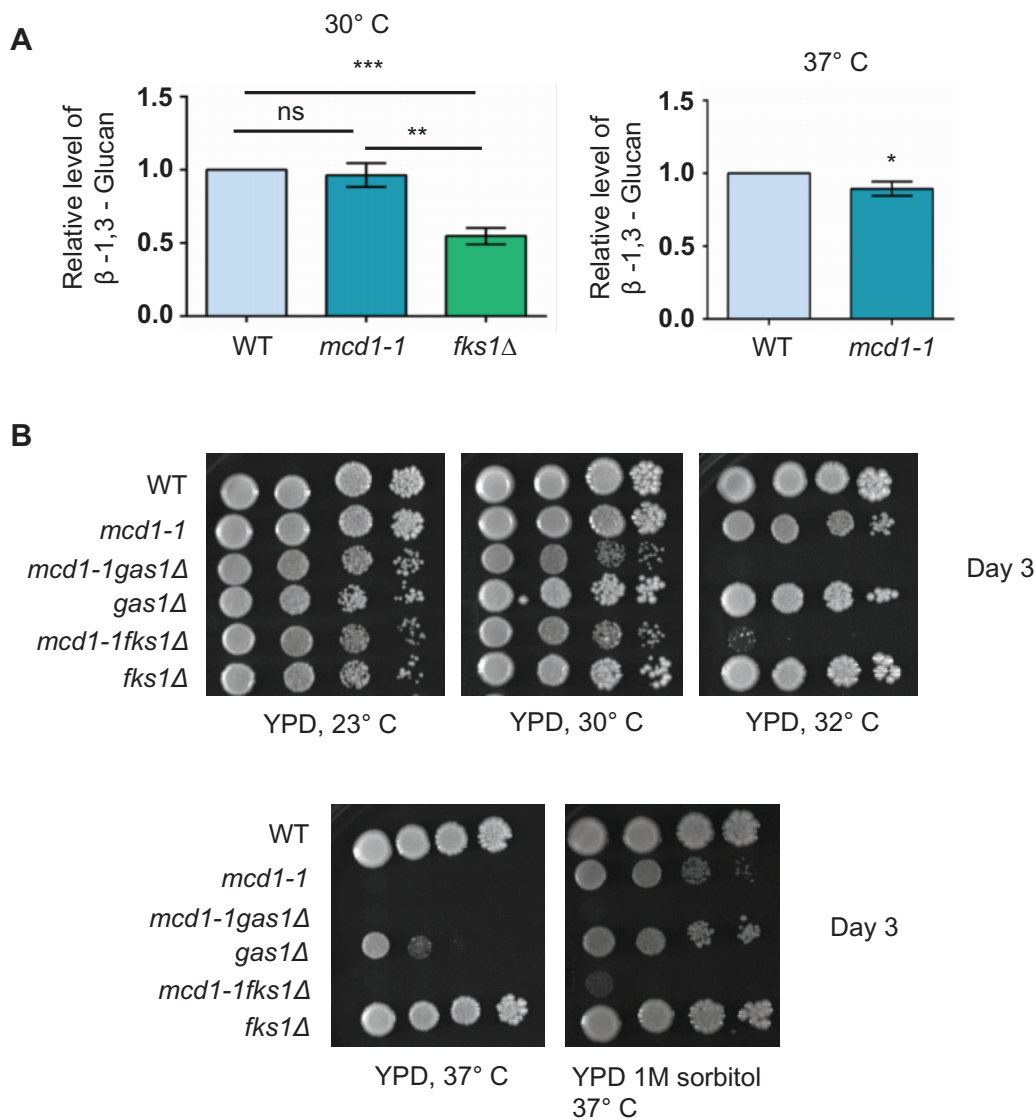 A
30° C
***
ns
**
1.5
1.0
0.5
0.0
Relative level of
β -1,3 - Glucan
WT
mcd1-1
fks1Δ
37° C
*
1.5
1.0
0.5
0.0
Relative level of
β -1,3 - Glucan
WT
mcd1-1
B
WT
mcd1-1
mcd1-1gas1Δ
gas1Δ
mcd1-1fks1Δ
fks1Δ
Day 3
YPD, 23° C
YPD, 30° C
YPD, 32° C
WT
mcd1-1
mcd1-1gas1Δ
gas1Δ
mcd1-1fks1Δ
fks1Δ
Day 3
YPD, 37° C
YPD 1M sorbitol
37° C